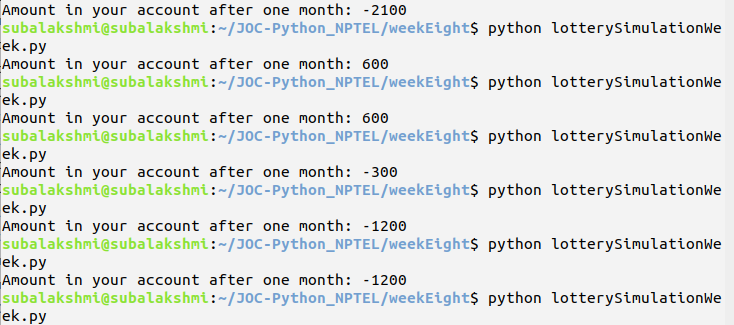 Amount in your account after one month: -2100
subalakshmi@subalakshmi:~/JOC-Python_NPTEL/weekEight$ python lotterySimulationWe
ek.py
Amount in your account after one month: 600
subalakshmi@subalakshmi:~/JOC-Python_NPTEL/weekEight$ python lotterySimulationWe
ek.py
Amount in your account after one month: 600
subalakshmi@subalakshmi:~/JOC-Python_NPTEL/weekEight$ python lotterySimulationWe
ek.py
Amount in your account after one month: -300
subalakshmi@subalakshmi:~/JOC-Python_NPTEL/weekEight$ python lotterySimulationWe
ek.py
Amount in your account after one month: -1200
subalakshmi@subalakshmi:~/JOC-Python_NPTEL/weekEight$ python lotterySimulationWe
ek.py
Amount in your account after one month: -1200
subalakshmi@subalakshmi:~/JOC-Python_NPTEL/weekEight$ python lotterySimulationWe
ek.py